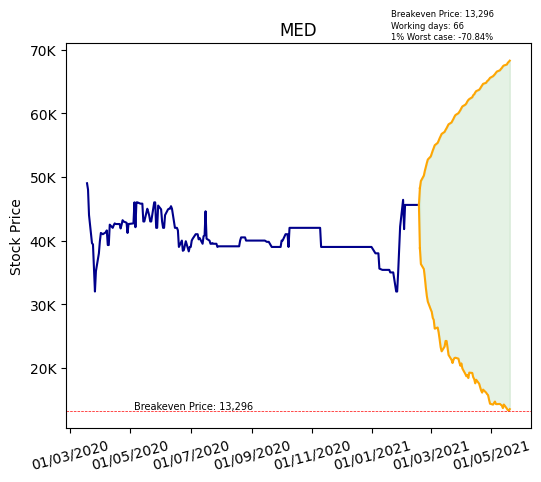 Breakeven Price: 13,296
Working days: 66
1% Worst case: -70.84%
MED
70K
60K
50K
40K
30K
20K
Stock Price
Breakeven Price: 13,296
01/03/2020
01/05/2020
01/07/2020
01/09/2020
01/11/2020
01/01/2021
01/03/2021
01/05/2021